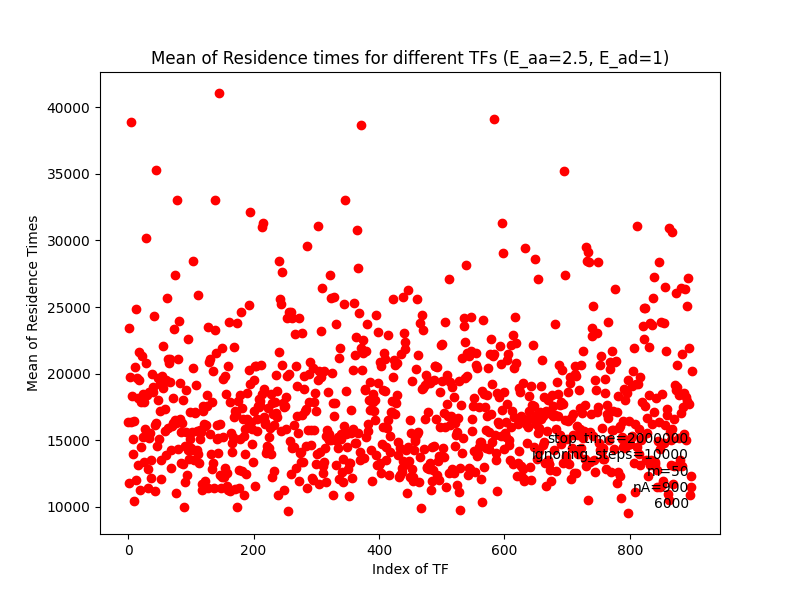 Mean of Residence times for different TFs (E_aa=2.5, E_ad=1)
Mean of Residence Times
40000
35000
30000
25000
20000
15000
10000
stop_time=2000000
ignoring_steps=10000
m=50
nA=900
6000
0 200 400 600 800
Index of TF